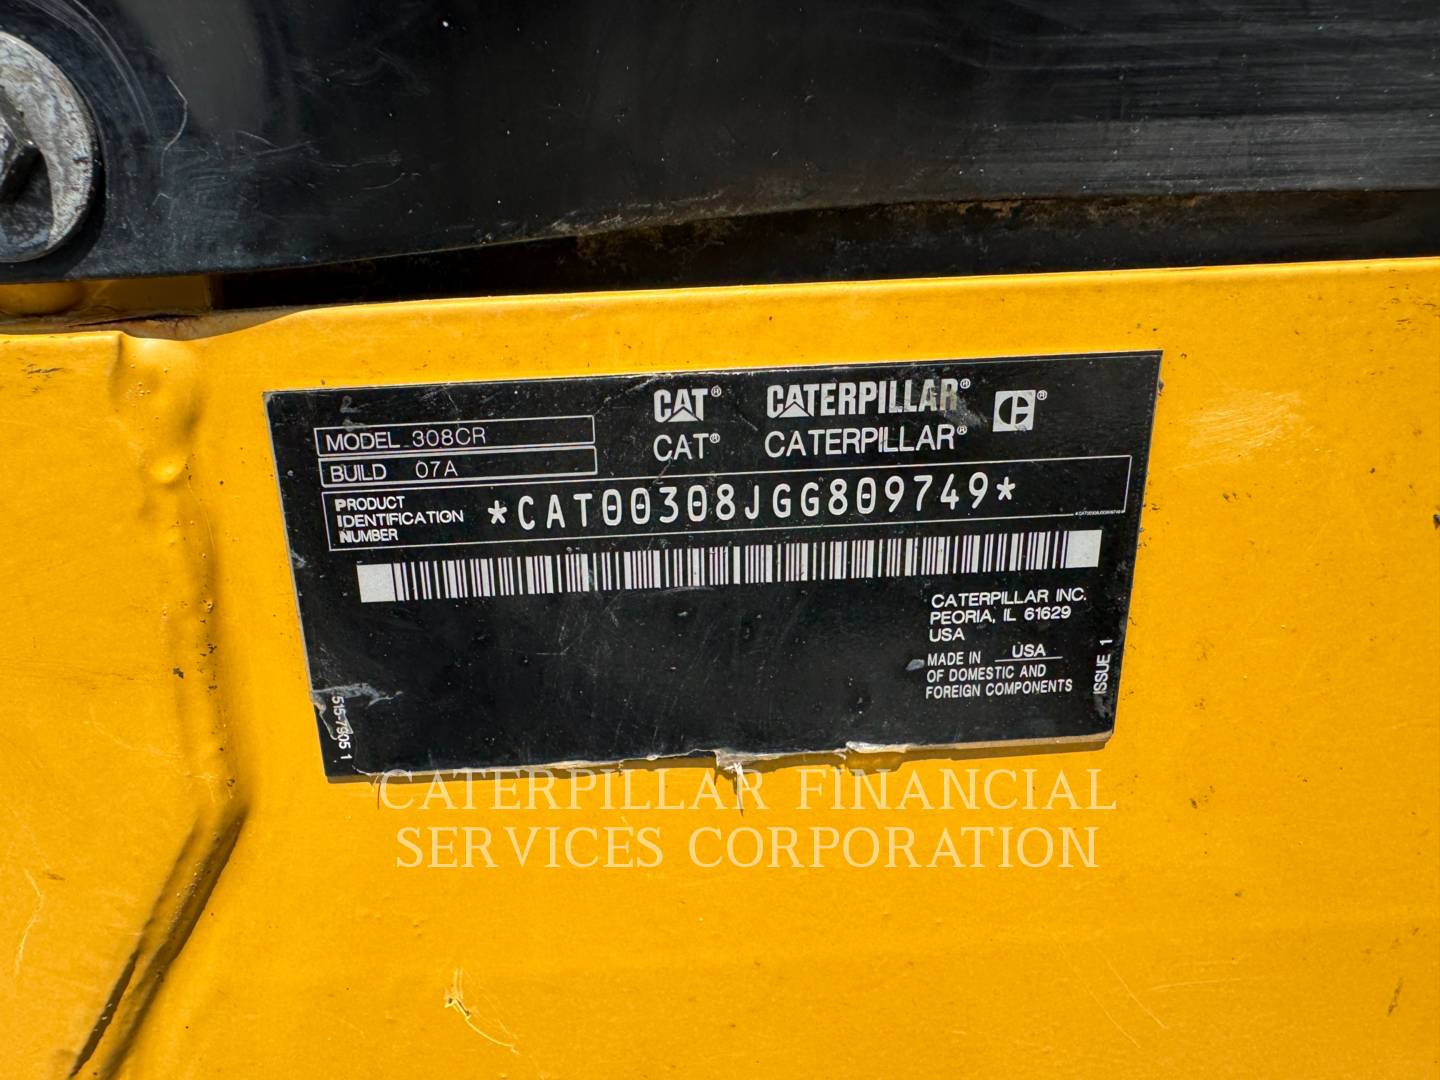 CAT® CATERPILLAR® C®
CAT® CATERPILLAR®
MODEL 308CR
BUILD 07A
PRODUCT
IDENTIFICATION
NUMBER
*CAT00308JGG809749*
CATERPILLAR INC.
PEORIA, IL 61629
USA
MADE IN USA
OF DOMESTIC AND
FOREIGN COMPONENTS
ISSUE 1
515-7905 1
CATERPILLAR FINANCIAL
SERVICES CORPORATION